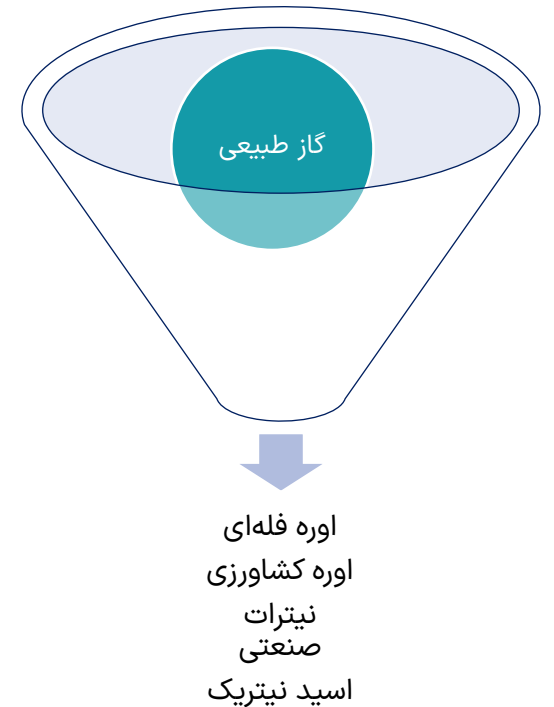 گاز طبیعی
اوره فله‌ای
اوره کشاورزی
نیترات
صنعتی
اسید نیتریک